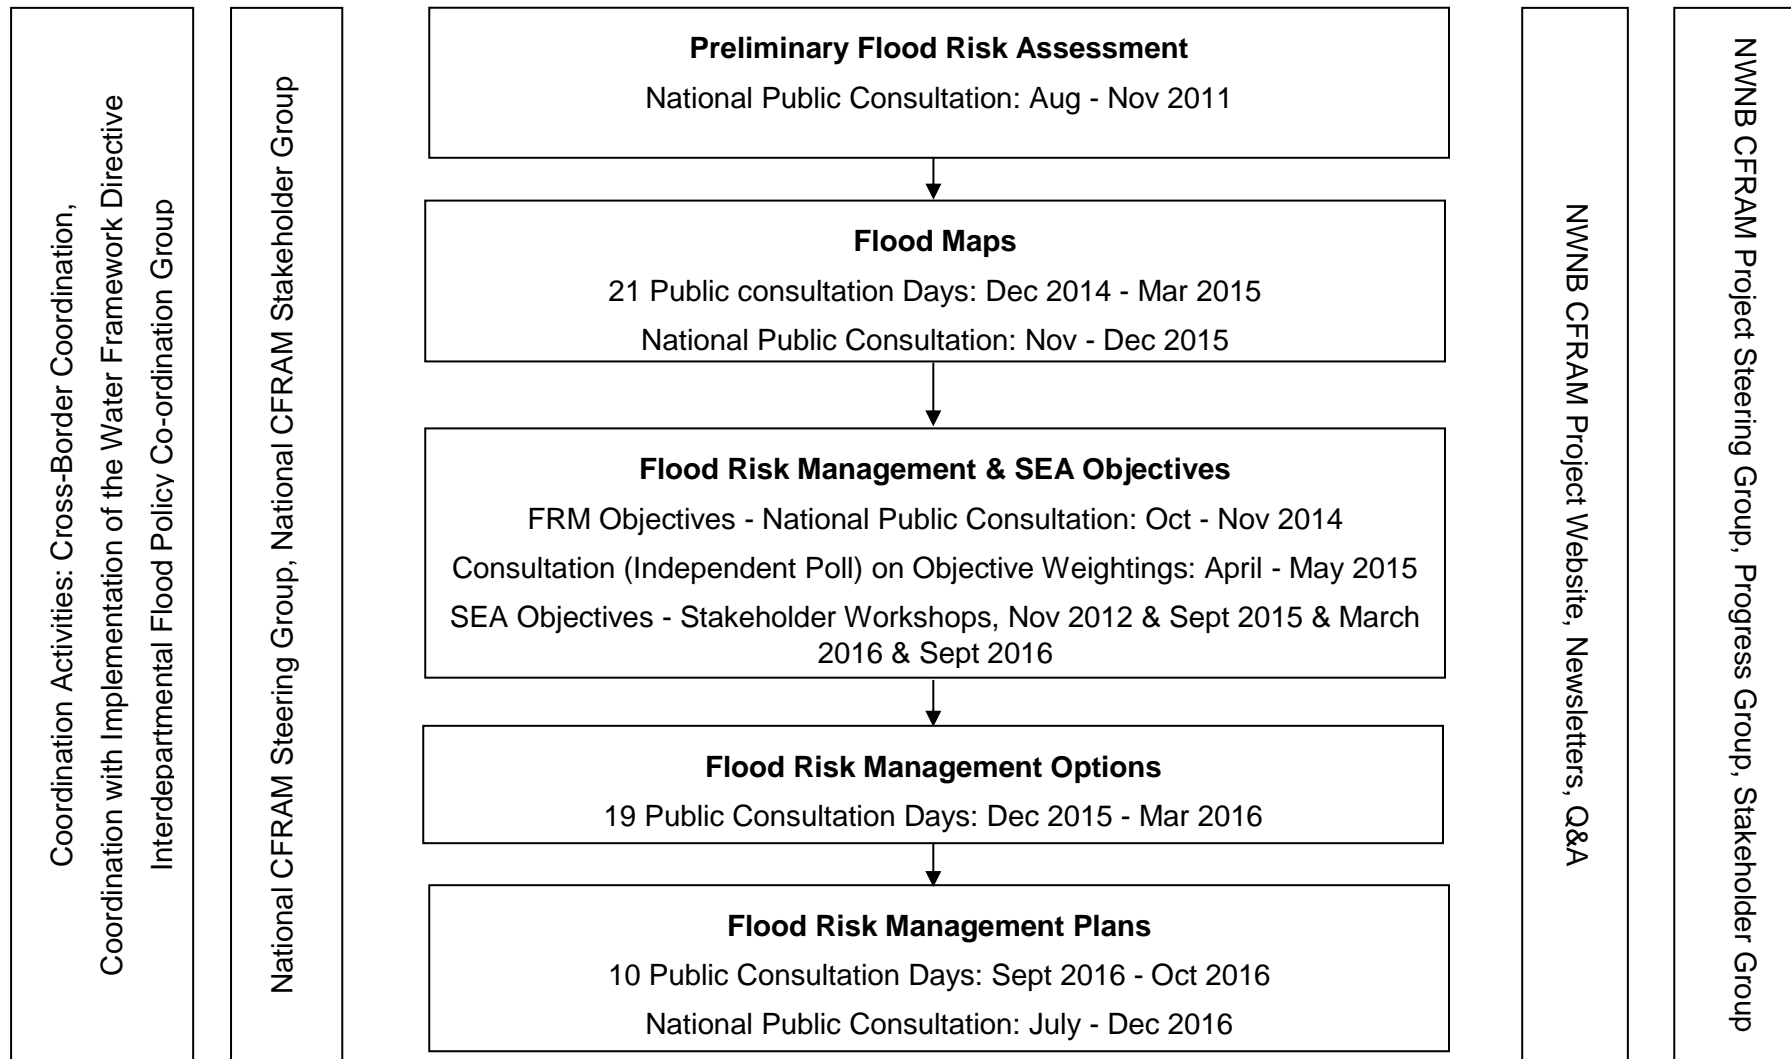 Coordination Activities: Cross-Border Coordination,
Coordination with Implementation of the Water Framework Directive
Interdepartmental Flood Policy Co-ordination Group
National CFRAM Steering Group, National CFRAM Stakeholder Group
Preliminary Flood Risk Assessment
National Public Consultation: Aug - Nov 2011
Flood Maps
21 Public consultation Days: Dec 2014 - Mar 2015
National Public Consultation: Nov - Dec 2015
Flood Risk Management & SEA Objectives
FRM Objectives - National Public Consultation: Oct - Nov 2014
Consultation (Independent Poll) on Objective Weightings: April - May 2015
SEA Objectives - Stakeholder Workshops, Nov 2012 & Sept 2015 & March
2016 & Sept 2016
Flood Risk Management Options
19 Public Consultation Days: Dec 2015 - Mar 2016
Flood Risk Management Plans
10 Public Consultation Days: Sept 2016 - Oct 2016
National Public Consultation: July - Dec 2016
NWNB CFRAM Project Website, Newsletters, Q&A
NWNB CFRAM Project Steering Group, Progress Group, Stakeholder Group